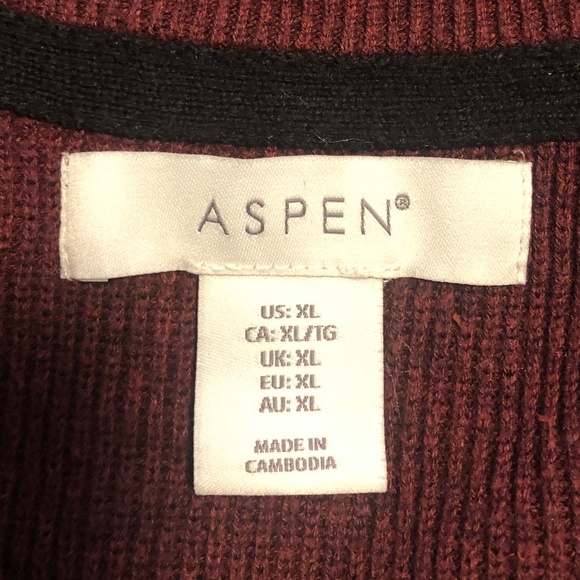 ASPEN®
US: XL
CA: XL/TG
UK: XL
EU: XL
AU: XL
MADE IN
CAMBODIA